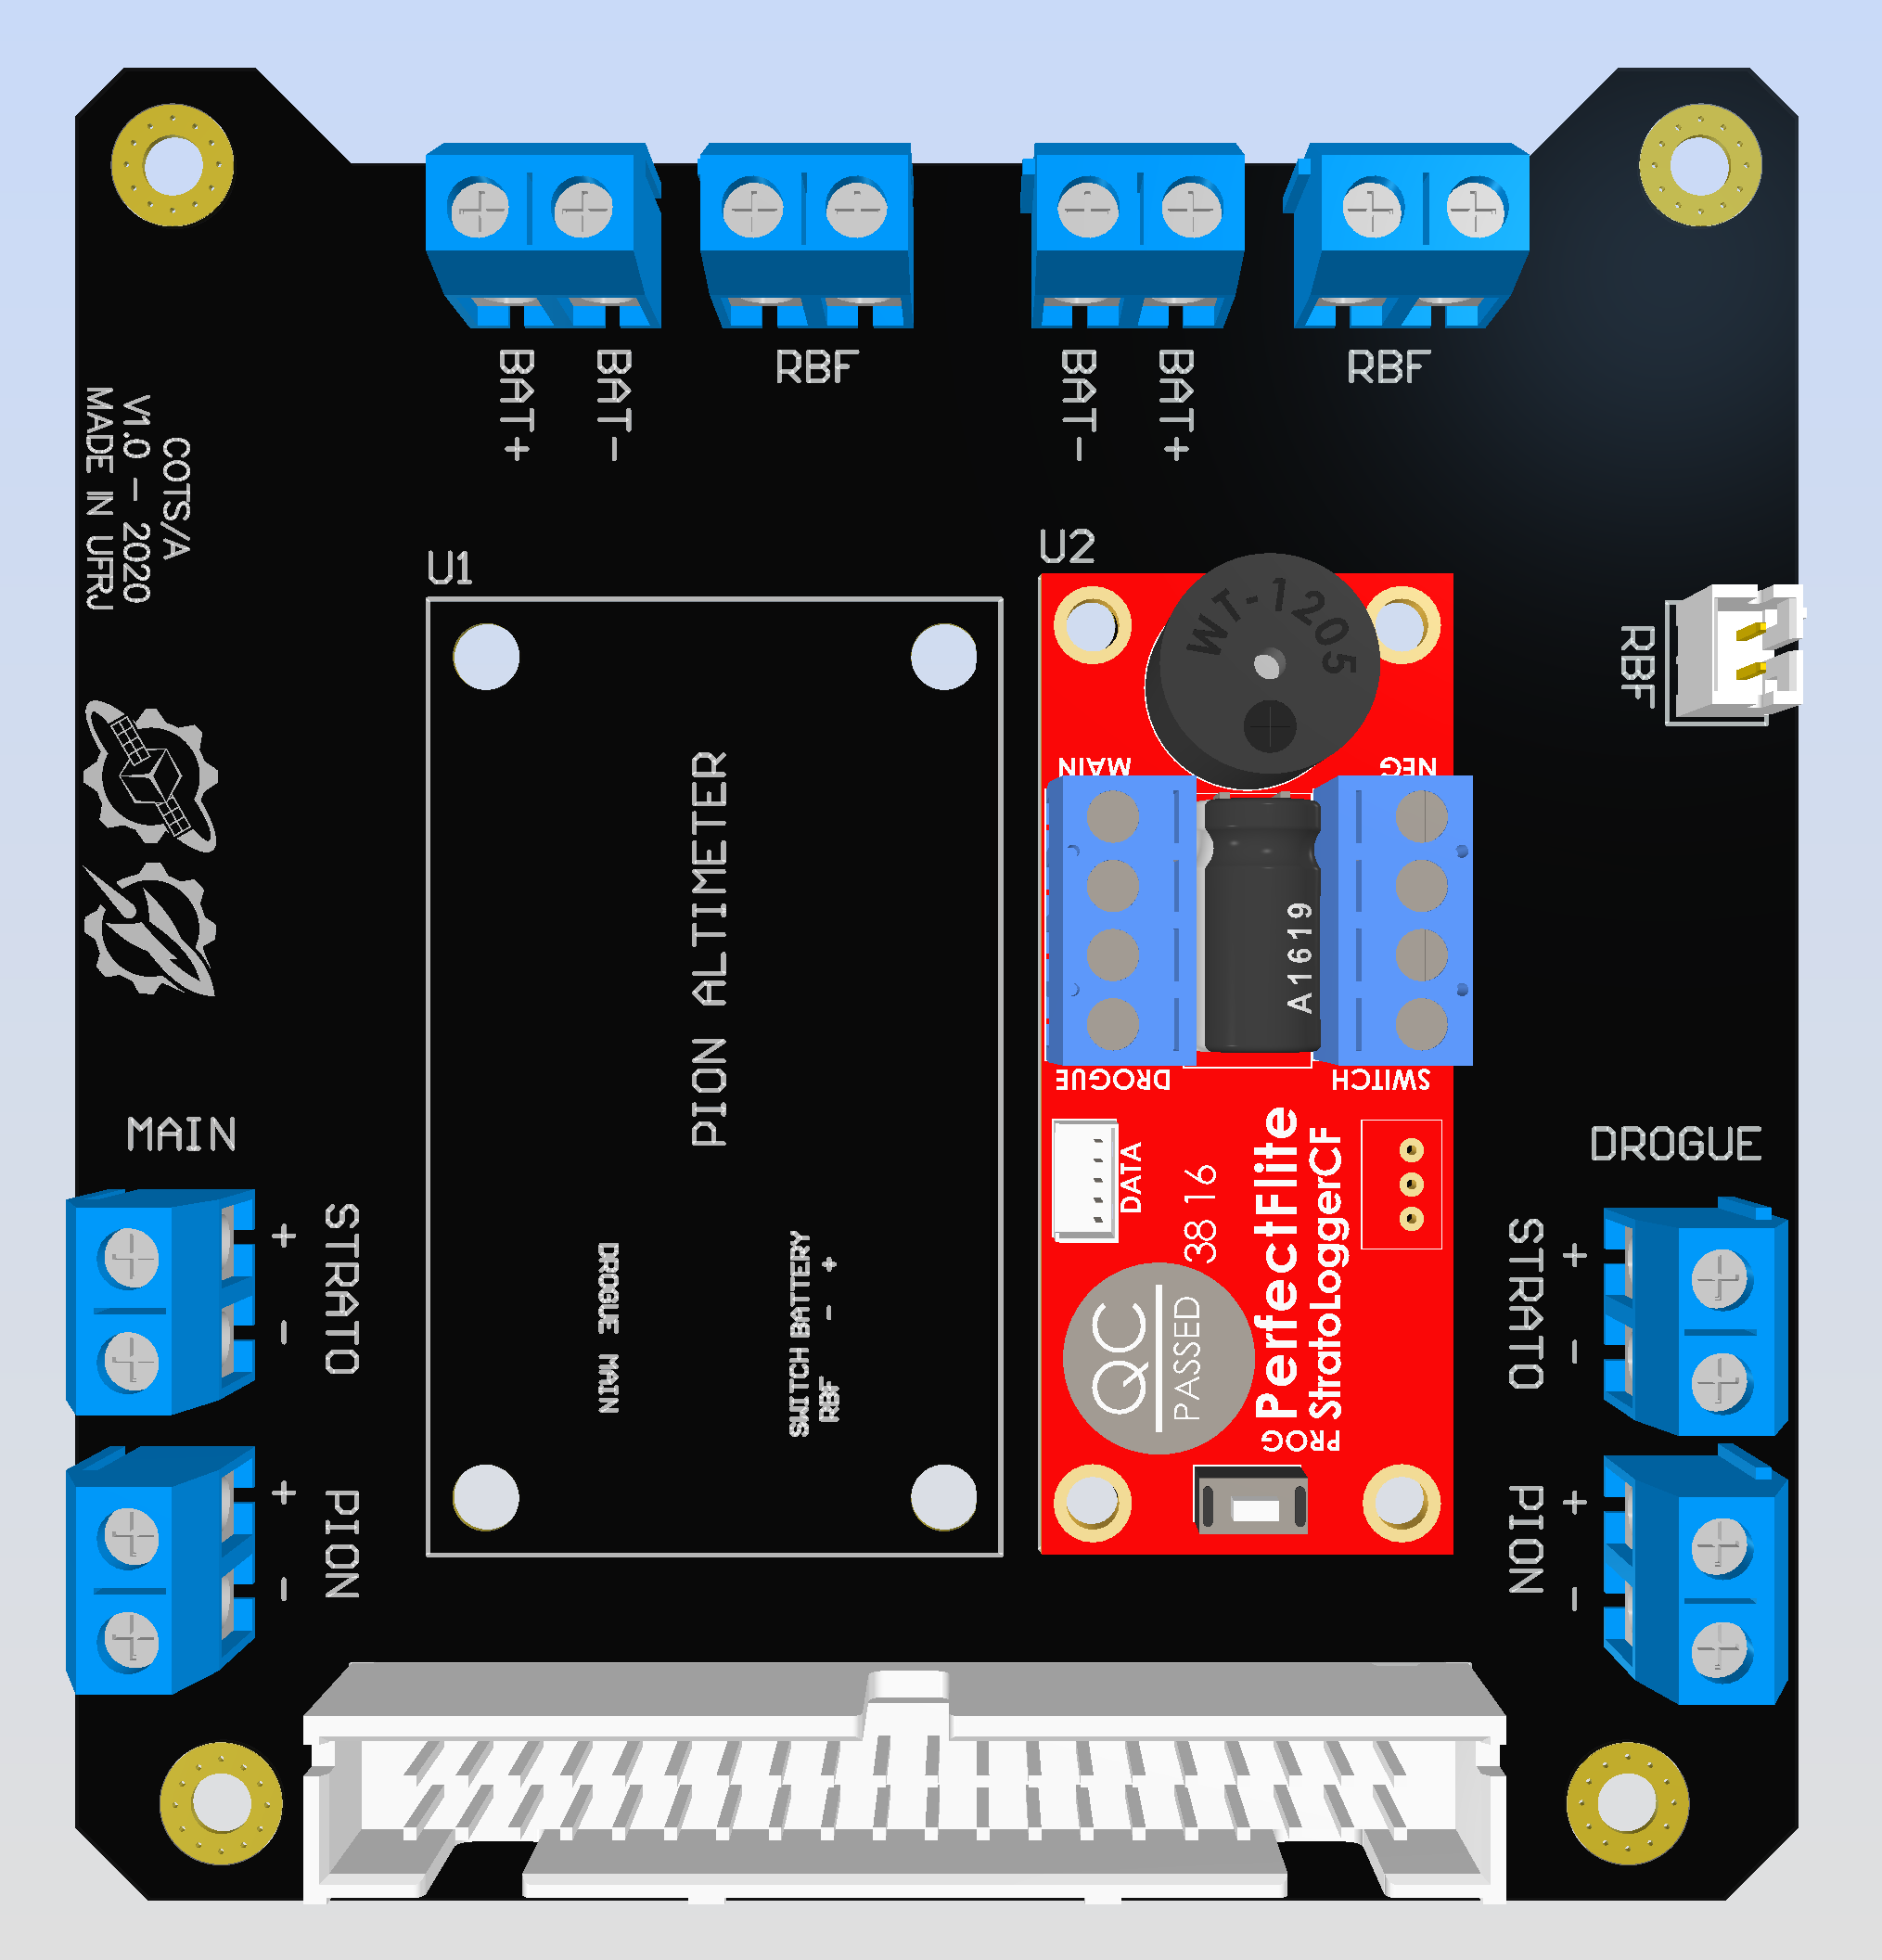 BAT+
BAT-
RBF
BAT-
BAT+
RBF
COTS/A
V1.0 - 2020
MADE IN UFRJ
U1
U2
WT-1205
RBF
MAIN
NEG
PION ALTIMETER
A1619
DROGUE
SWITCH
MAIN
DROGUE
DATA
38 16
PerfectFlite
StratoLoggerCF
STRATO
+
-
DROGUE
MAIN
SWITCH BATTERY
RBF - +
QC
PASSED
PROG
STRATO
+
-
PION
+
-
PION
+
-